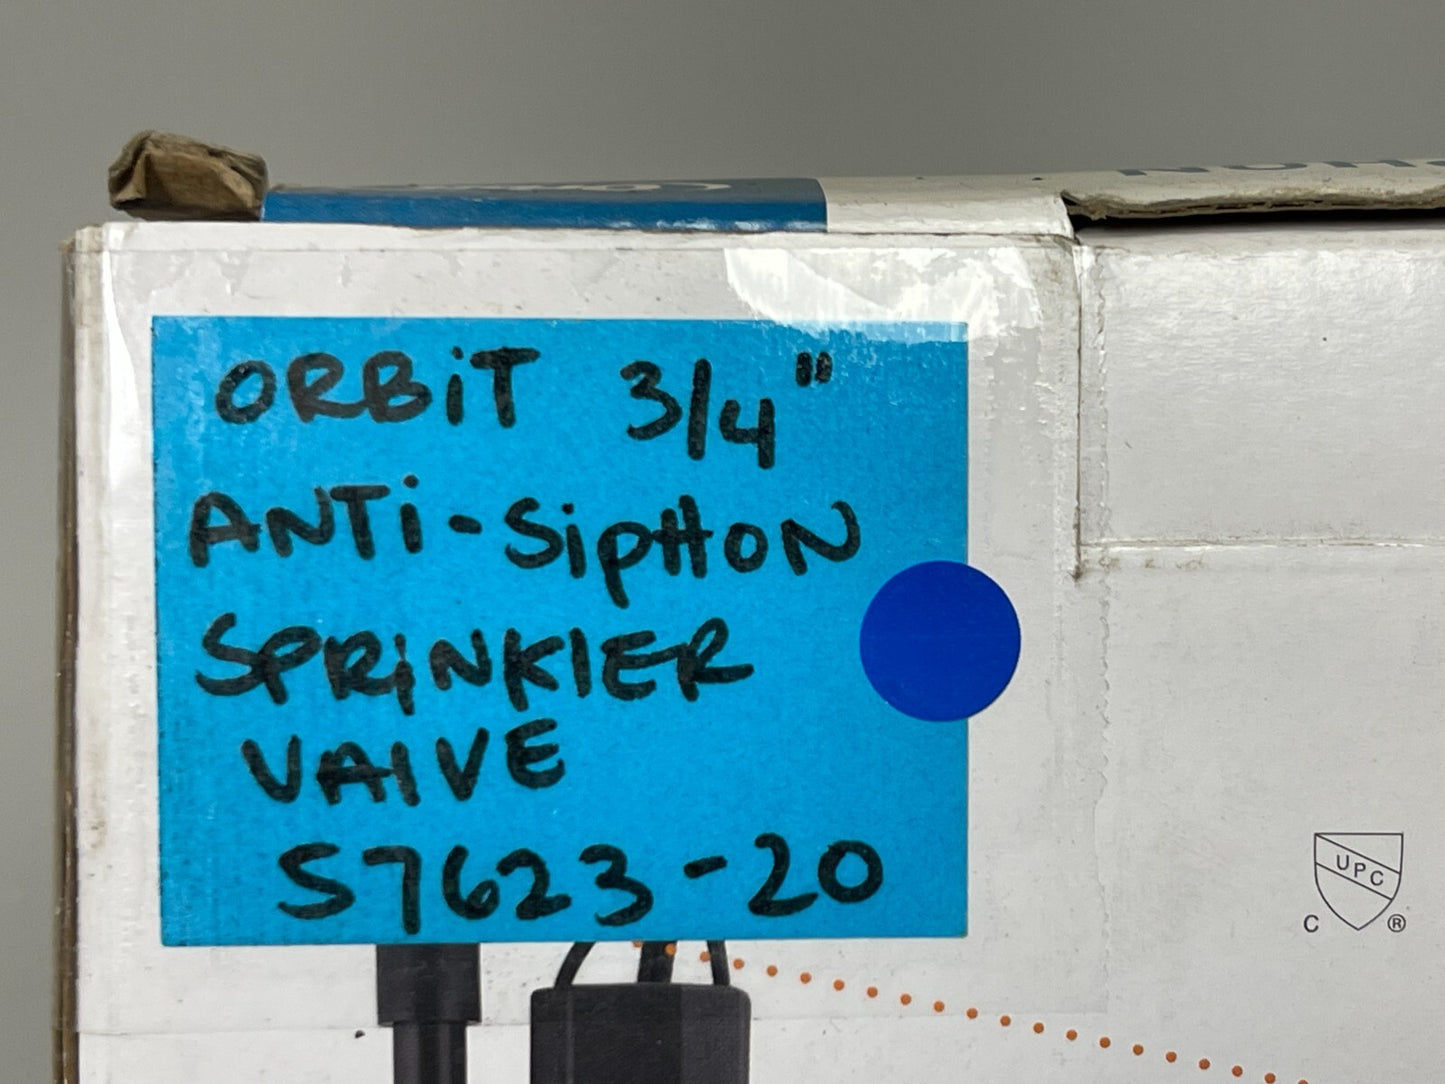 ORBiT 3/4"
ANTi-SipHON
SPRiNKlER
VAlVE
57623-20
UPC
C ®